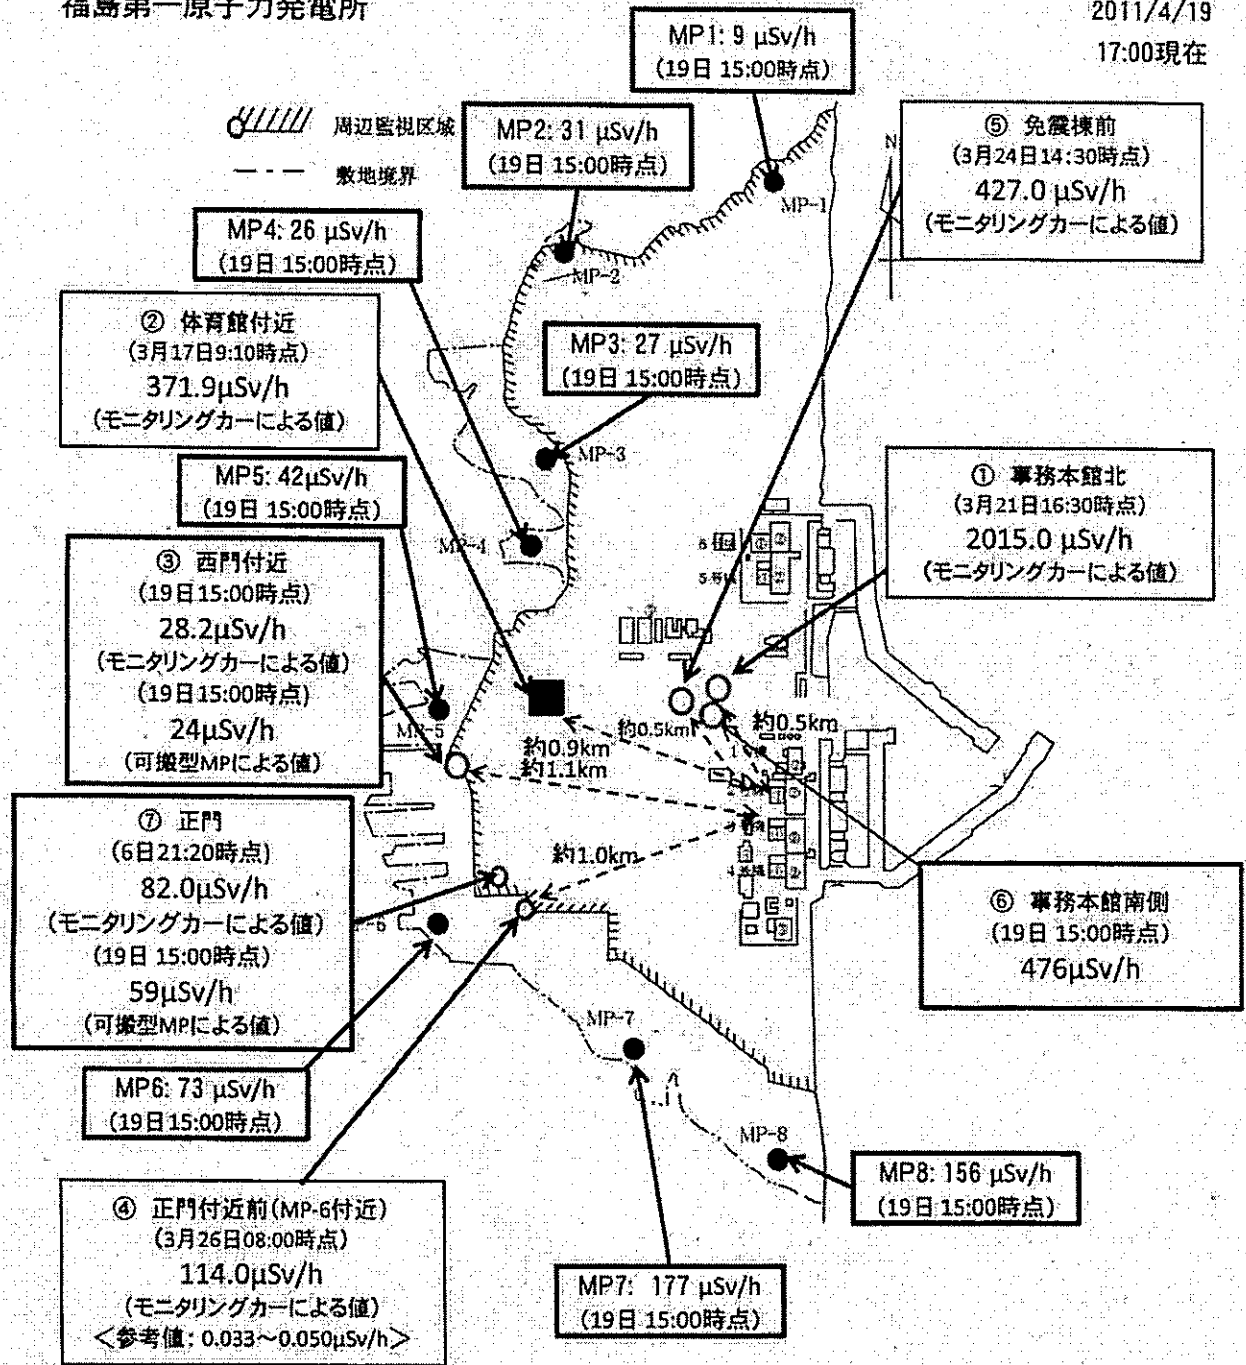 福島第一原子力発電所
2011/4/19
17:00現在
周辺監視区域
敷地境界
MP1: 9 μSv/h
(19日 15:00時点)
MP2: 31 μSv/h
(19日 15:00時点)
⑤ 免震棟前
(3月24日14:30時点)
427.0 μSv/h
(モニタリングカーによる値)
N
MP-1
MP4: 26 μSv/h
(19日 15:00時点)
MP-2
② 体育館付近
(3月17日9:10時点)
371.9μSv/h
(モニタリングカーによる値)
MP3: 27 μSv/h
(19日 15:00時点)
MP-3
MP5: 42μSv/h
(19日 15:00時点)
① 事務本館北
(3月21日16:30時点)
2015.0 μSv/h
(モニタリングカーによる値)
MP-4
③ 西門付近
(19日15:00時点)
28.2μSv/h
(モニタリングカーによる値)
(19日15:00時点)
24μSv/h
(可搬型MPによる値)
MP-5
約0.5km
約0.5km
約0.9km
約1.1km
⑦ 正門
(6日21:20時点)
82.0μSv/h
(モニタリングカーによる値)
(19日 15:00時点)
59μSv/h
(可搬型MPによる値)
約1.0km
⑥ 事務本館南側
(19日 15:00時点)
476μSv/h
MP6: 73 μSv/h
(19日15:00時点)
MP-7
MP-8
MP8: 156 μSv/h
(19日 15:00時点)
④ 正門付近前(MP-6付近)
(3月26日08:00時点)
114.0μSv/h
(モニタリングカーによる値)
<参考値; 0.033～0.050μSv/h>
MP7: 177 μSv/h
(19日 15:00時点)